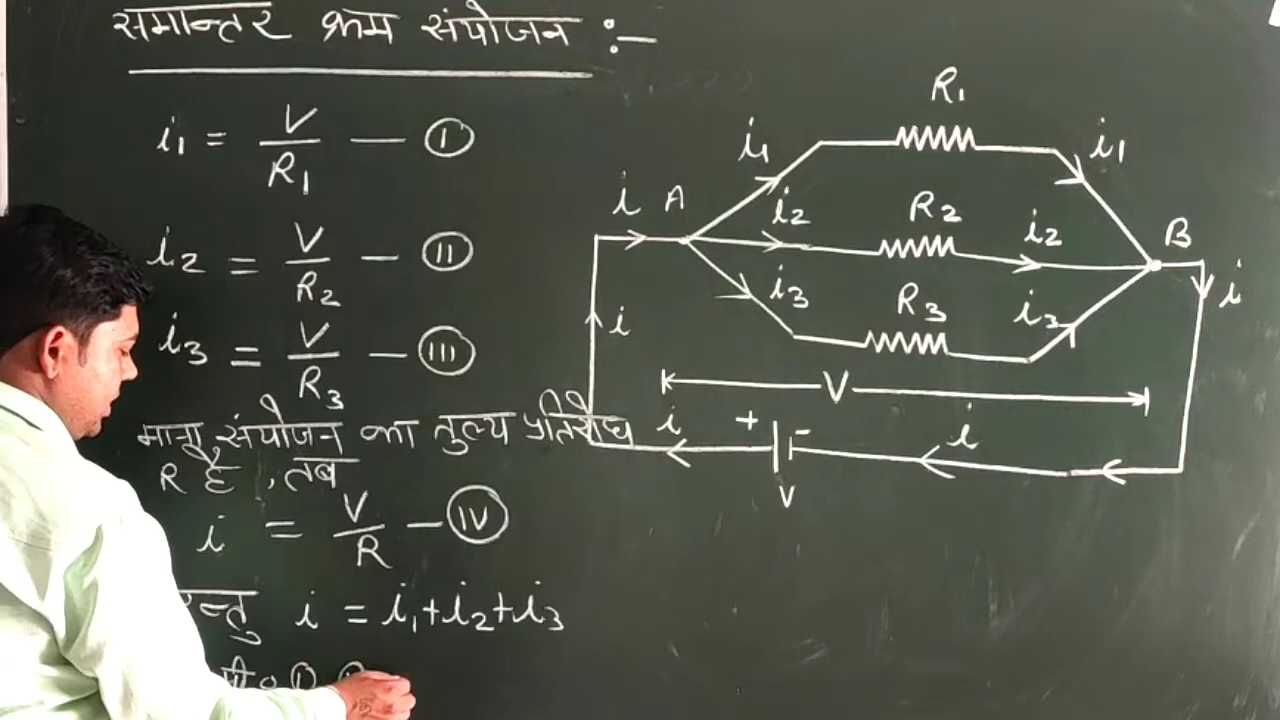 समान्तर क्रम संयोजन :–
i₁ = V/R₁ — (I)
i₂ = V/R₂ — (II)
i₃ = V/R₃ — (III)
माना संयोजन का तुल्य प्रतिरोध
R है , तब
i = V/R — (IV)
i = i₁+i₂+i₃
R₁
i₁ i₁
i A i₂ R₂ i₂ B
i₃ R₃ i₃ i
i
V
i + - i
V